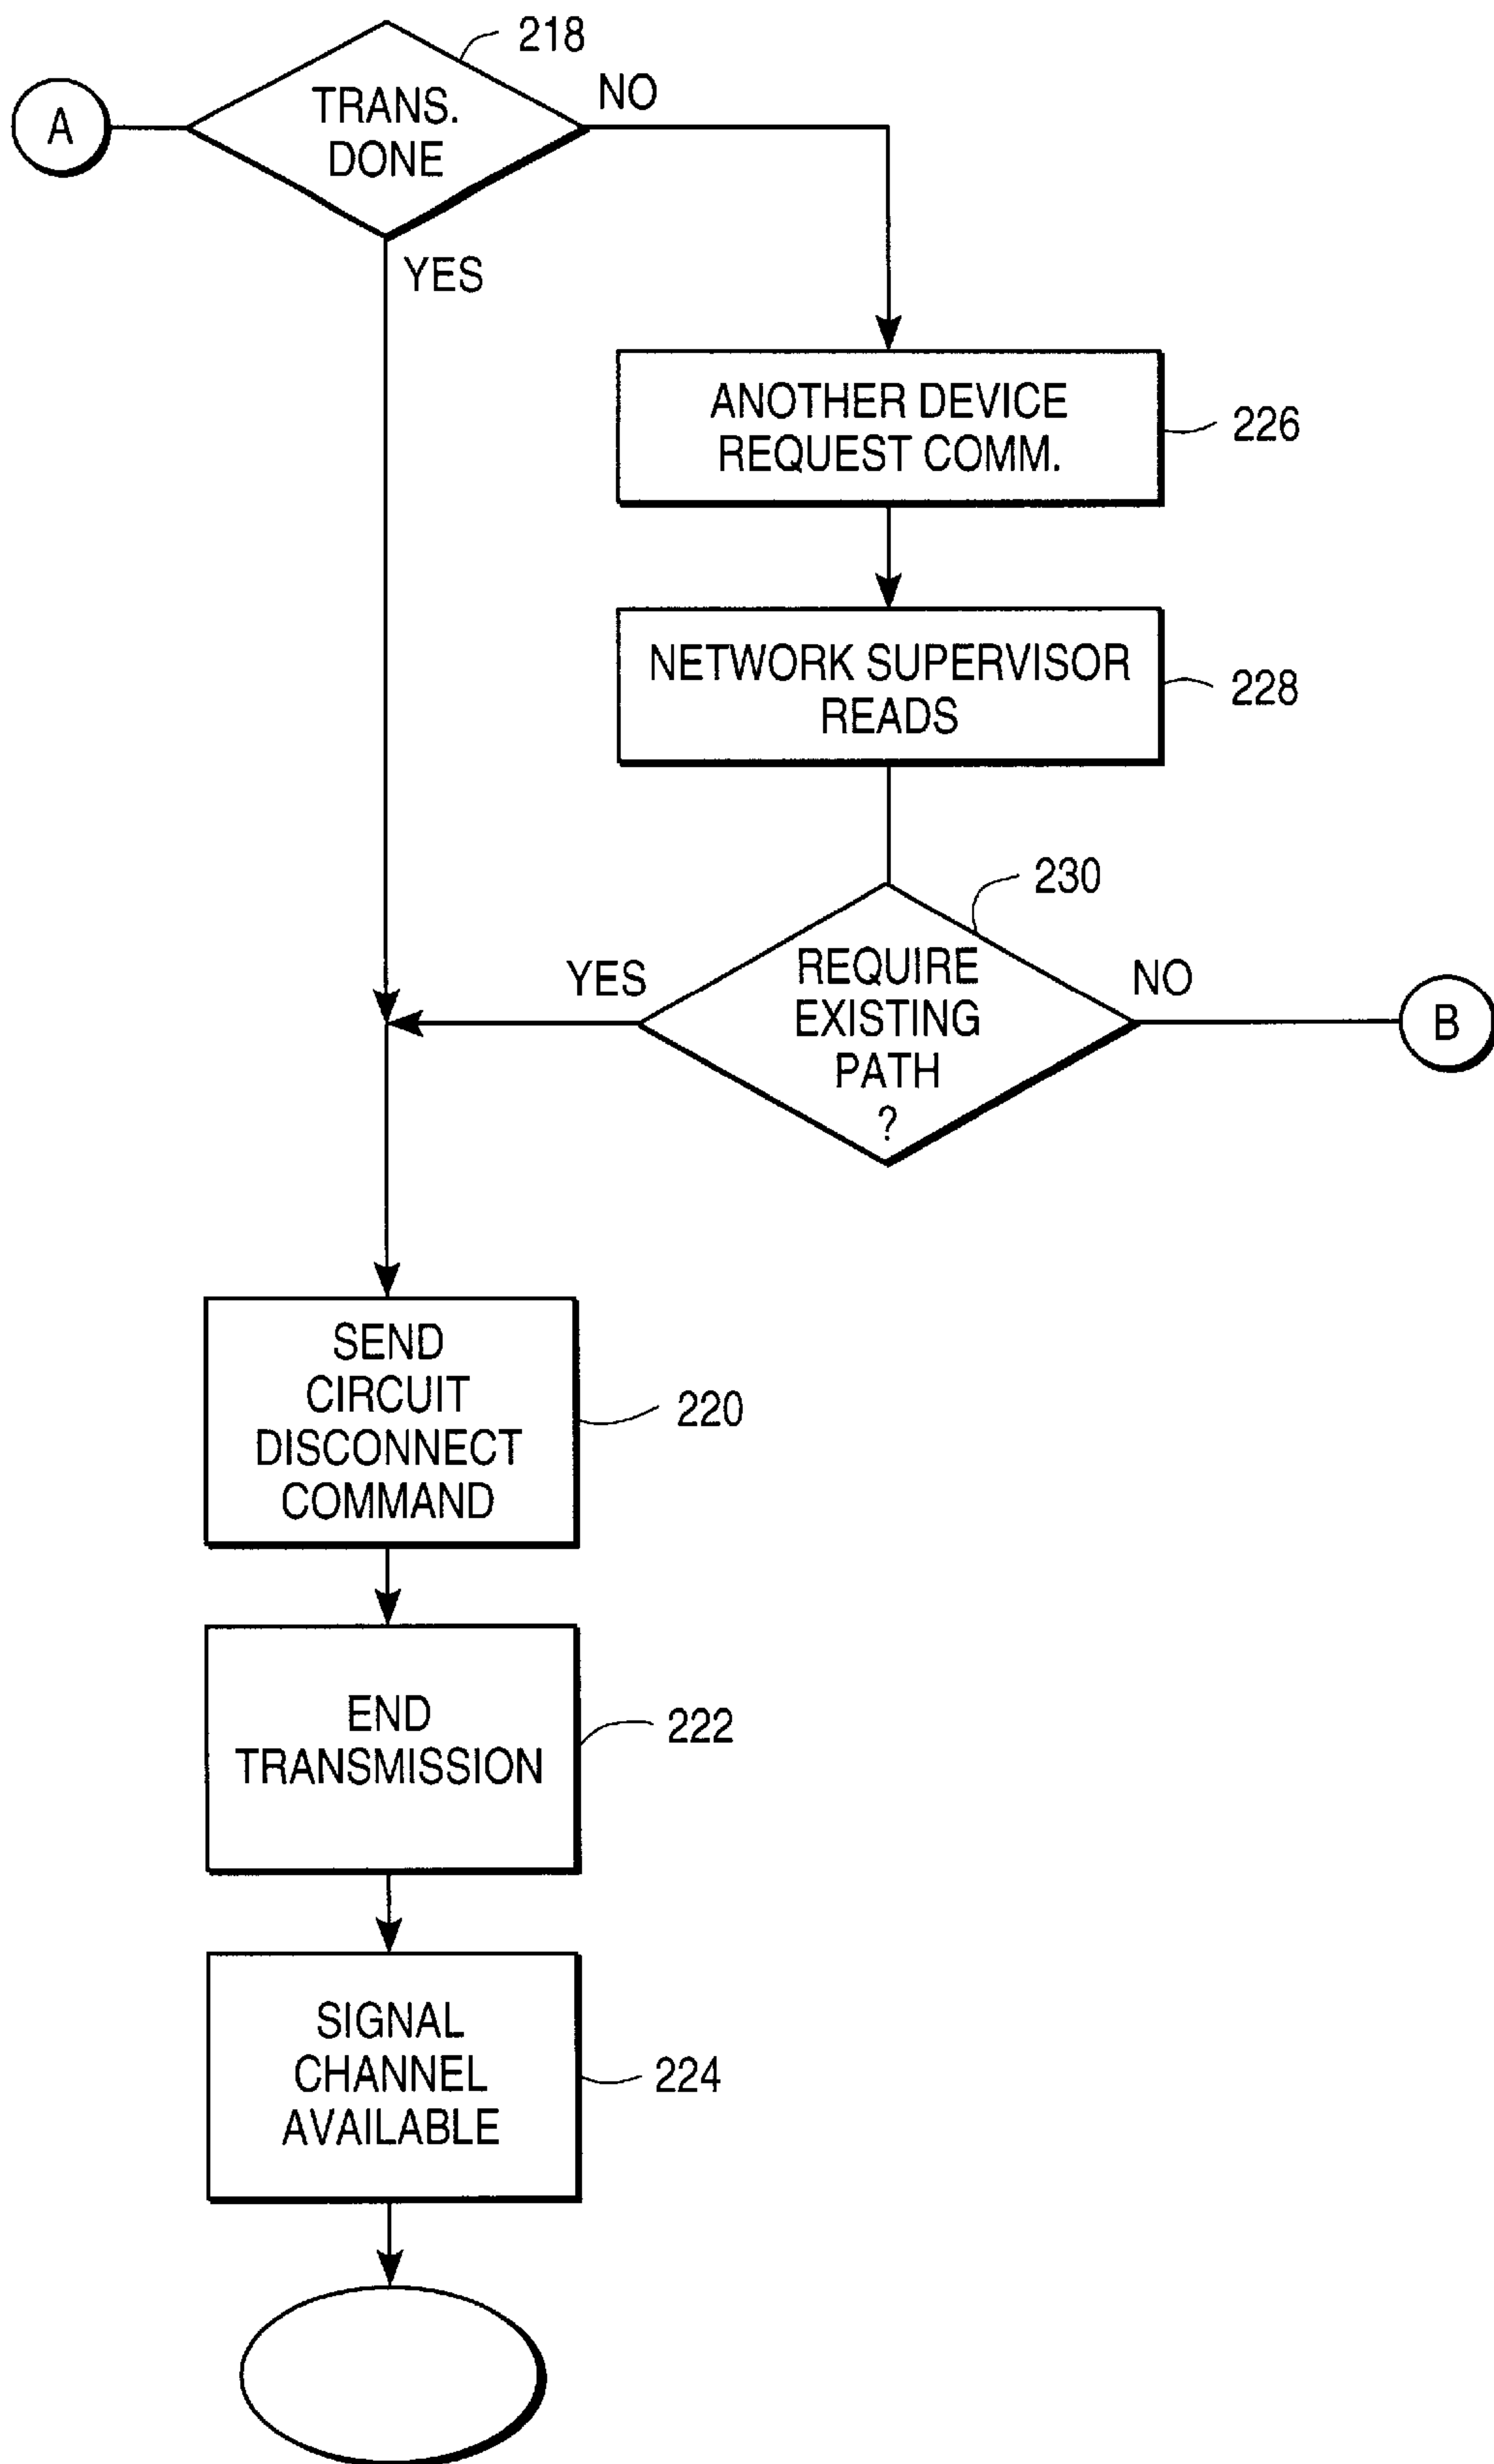 218
A
TRANS.
DONE
NO
YES
ANOTHER DEVICE
REQUEST COMM.
226
NETWORK SUPERVISOR
READS
228
230
YES
REQUIRE
EXISTING
PATH
?
NO
B
SEND
CIRCUIT
DISCONNECT
COMMAND
220
END
TRANSMISSION
222
SIGNAL
CHANNEL
AVAILABLE
224